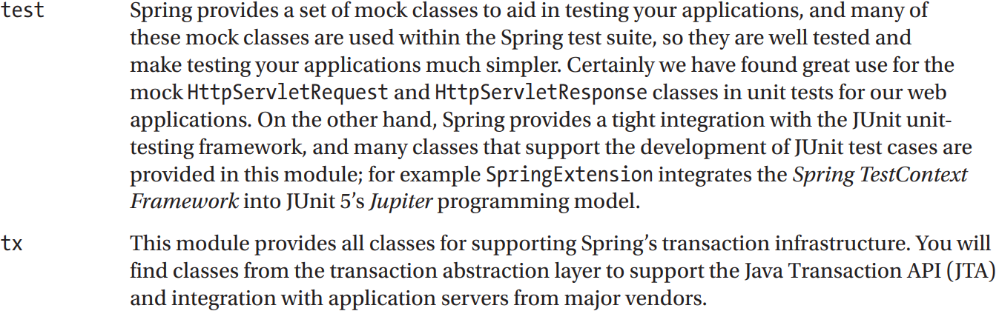 test Spring provides a set of mock classes to aid in testing your applications, and many of
these mock classes are used within the Spring test suite, so they are well tested and
make testing your applications much simpler. Certainly we have found great use for the
mock HttpServletRequest and HttpServletResponse classes in unit tests for our web
applications. On the other hand, Spring provides a tight integration with the JUnit unit-
testing framework, and many classes that support the development of JUnit test cases are
provided in this module; for example SpringExtension integrates the Spring TestContext
Framework into JUnit 5’s Jupiter programming model.
tx This module provides all classes for supporting Spring’s transaction infrastructure. You will
find classes from the transaction abstraction layer to support the Java Transaction API (JTA)
and integration with application servers from major vendors.